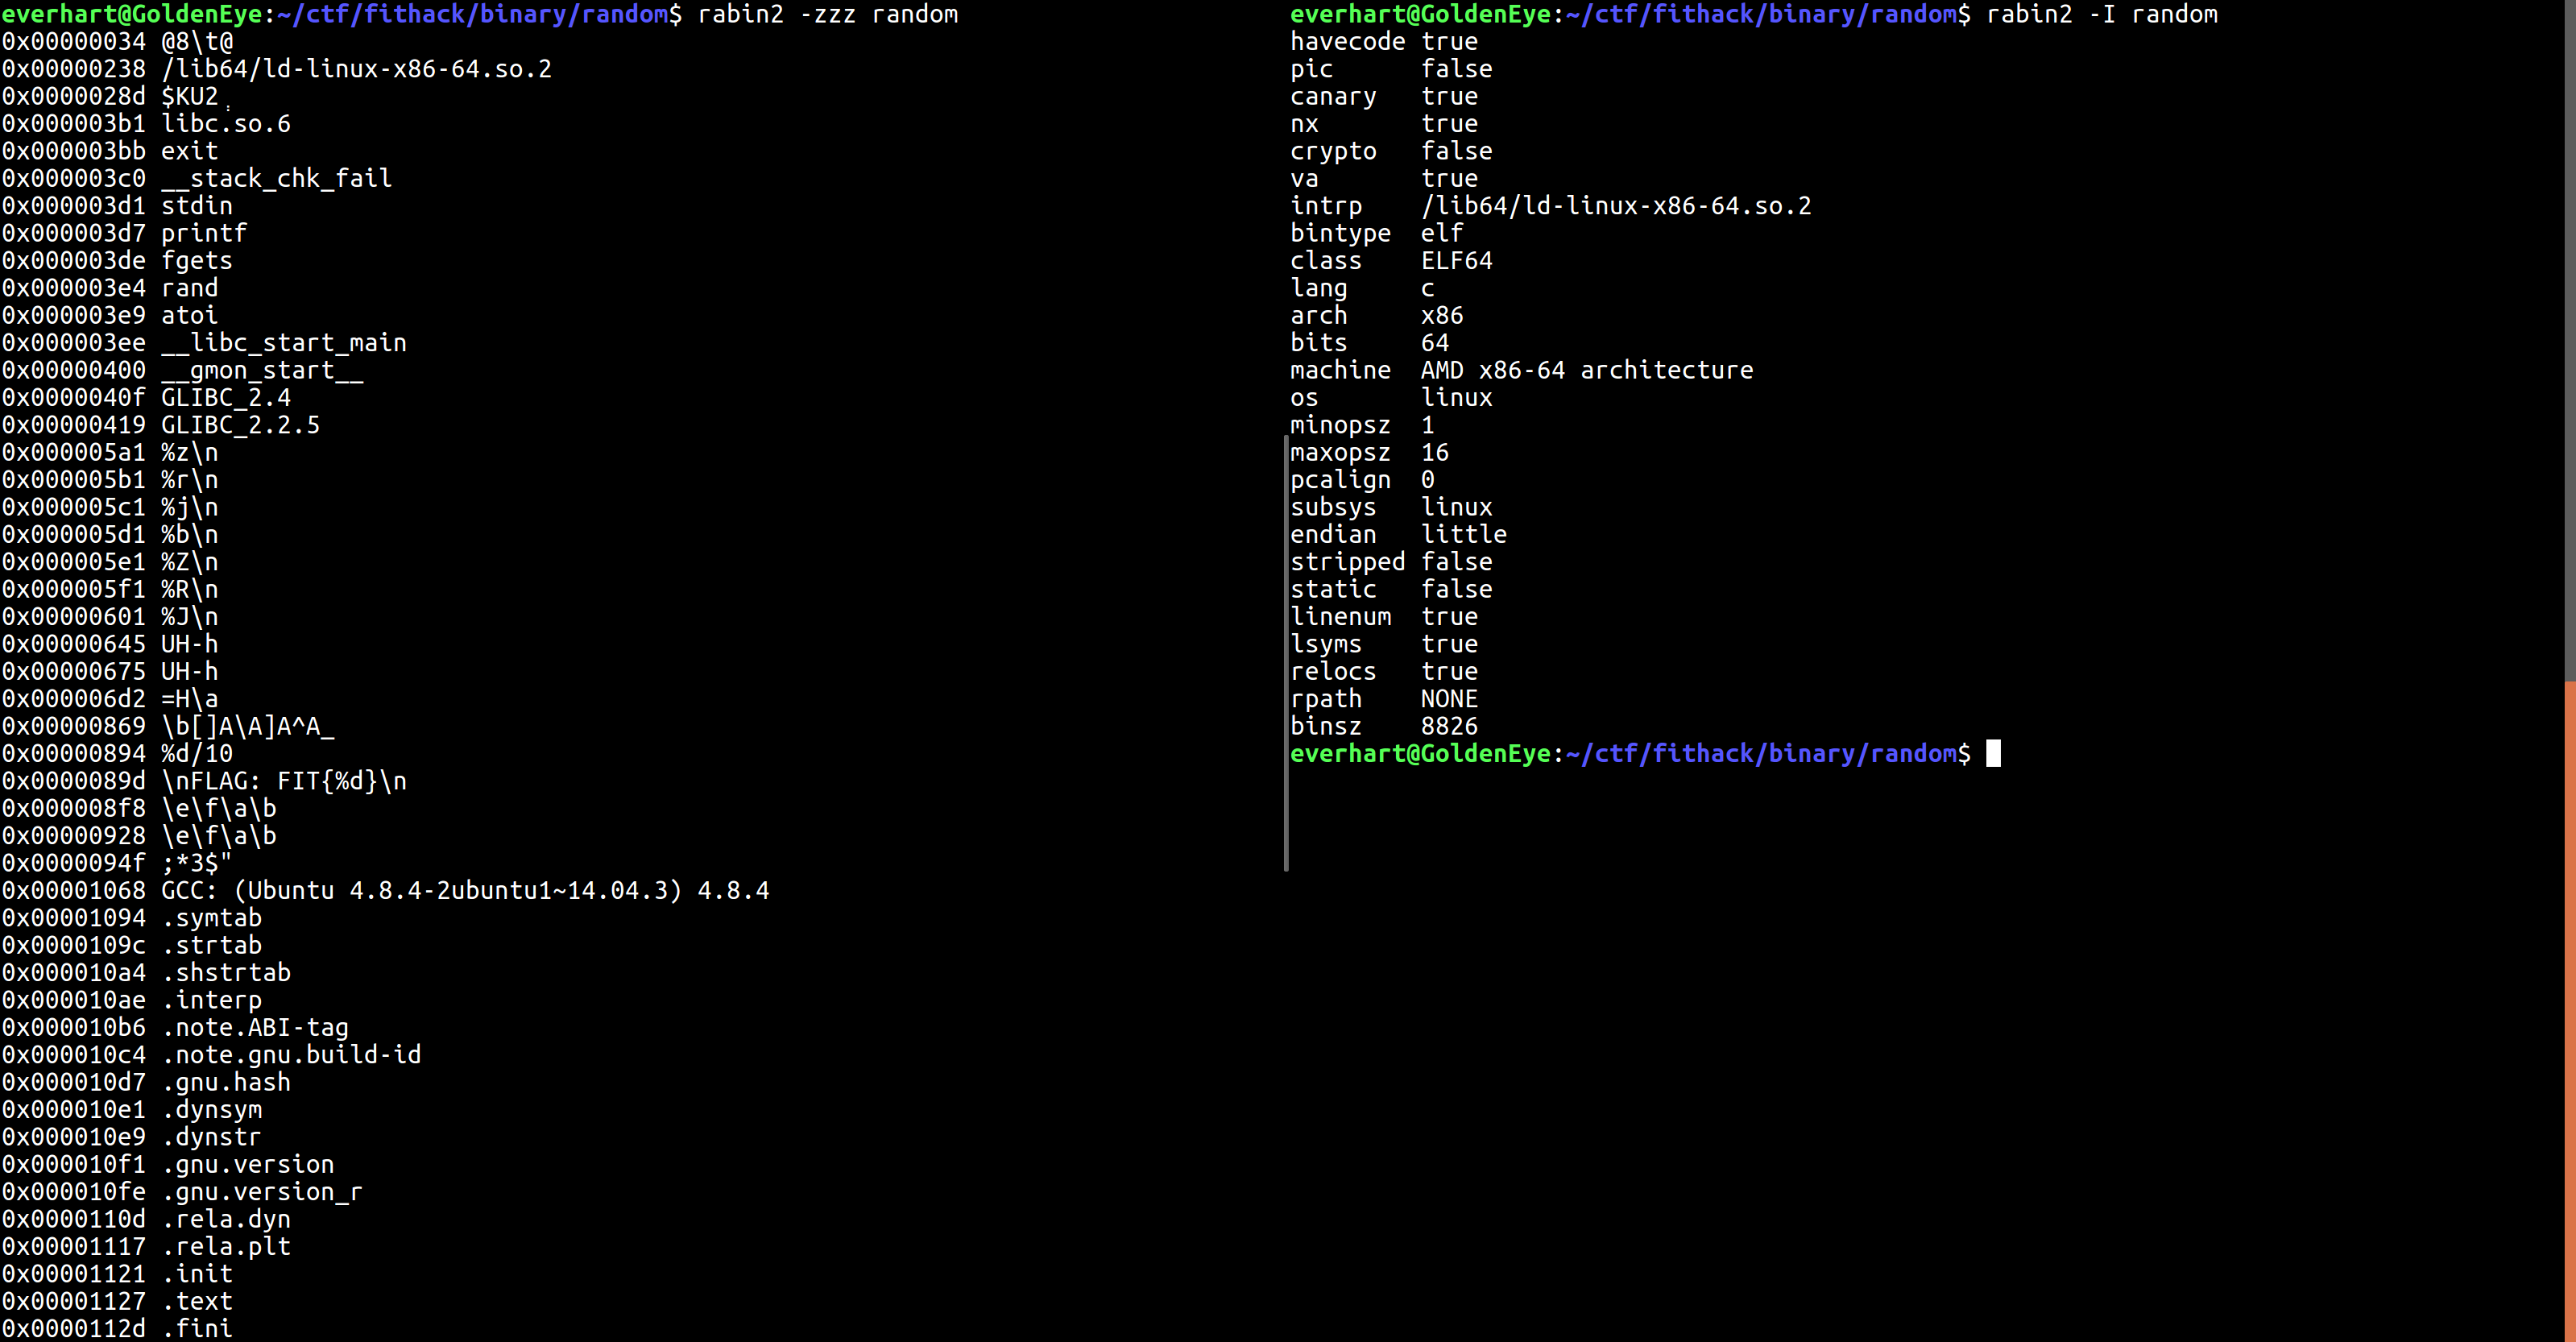 everhart@GoldenEye:~/ctf/fithack/binary/random$ rabin2 -zzz random
0x00000034 @8\t@
0x00000238 /lib64/ld-linux-x86-64.so.2
0x0000028d $KU2
0x000003b1 libc.so.6
0x000003bb exit
0x000003c0 __stack_chk_fail
0x000003d1 stdin
0x000003d7 printf
0x000003de fgets
0x000003e4 rand
0x000003e9 atoi
0x000003ee __libc_start_main
0x00000400 __gmon_start__
0x0000040f GLIBC_2.4
0x00000419 GLIBC_2.2.5
0x000005a1 %z\n
0x000005b1 %r\n
0x000005c1 %j\n
0x000005d1 %b\n
0x000005e1 %Z\n
0x000005f1 %R\n
0x00000601 %J\n
0x00000645 UH-h
0x00000675 UH-h
0x000006d2 =H\a
0x00000869 \b[]A\A]A^A_
0x00000894 %d/10
0x0000089d \nFLAG: FIT{%d}\n
0x000008f8 \e\f\a\b
0x00000928 \e\f\a\b
0x0000094f ;*3$"
0x00001068 GCC: (Ubuntu 4.8.4-2ubuntu1~14.04.3) 4.8.4
0x00001094 .symtab
0x0000109c .strtab
0x000010a4 .shstrtab
0x000010ae .interp
0x000010b6 .note.ABI-tag
0x000010c4 .note.gnu.build-id
0x000010d7 .gnu.hash
0x000010e1 .dynsym
0x000010e9 .dynstr
0x000010f1 .gnu.version
0x000010fe .gnu.version_r
0x0000110d .rela.dyn
0x00001117 .rela.plt
0x00001121 .init
0x00001127 .text
0x0000112d .fini
everhart@GoldenEye:~/ctf/fithack/binary/random$ rabin2 -I random
havecode true
pic      false
canary   true
nx       true
crypto   false
va       true
intrp    /lib64/ld-linux-x86-64.so.2
bintype  elf
class    ELF64
lang     c
arch     x86
bits     64
machine  AMD x86-64 architecture
os       linux
minopsz  1
maxopsz  16
pcalign  0
subsys   linux
endian   little
stripped false
static   false
linenum  true
lsyms    true
relocs   true
rpath    NONE
binsz    8826
everhart@GoldenEye:~/ctf/fithack/binary/random$